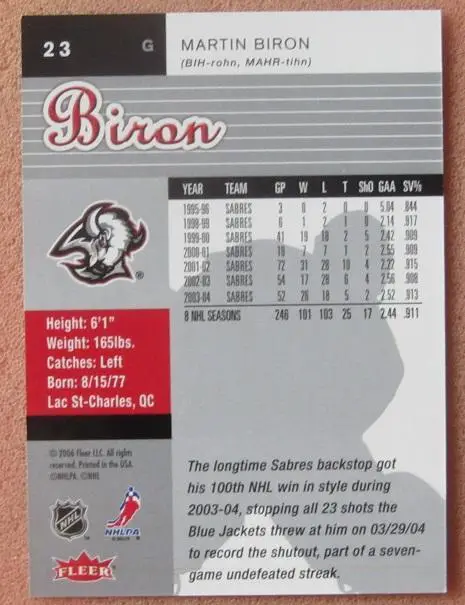 23 G MARTIN BIRON
(BIH-rohn, MAHR-tihn)
Biron
YEAR TEAM GP W L T ShO GAA SV%
1995-96 SABRES 3 0 2 0 0 5.04 .844
1998-99 SABRES 6 1 2 1 0 2.14 .917
1999-00 SABRES 41 19 18 2 5 2.42 .909
2000-01 SABRES 18 7 7 1 2 2.55 .909
2001-02 SABRES 72 31 28 10 4 2.22 .915
2002-03 SABRES 54 17 28 6 4 2.56 .908
2003-04 SABRES 52 26 18 5 2 2.52 .913
8 NHL SEASONS 246 101 103 25 17 2.44 .911
®
Height: 6'1"
Weight: 165lbs.
Catches: Left
Born: 8/15/77
Lac St-Charles, QC
© 2006 Fleer LLC. All rights
reserved. Printed in the USA.
©NHLPA. ©NHL
NHL
NHLPA
FLEER
The longtime Sabres backstop got
his 100th NHL win in style during
2003-04, stopping all 23 shots the
Blue Jackets threw at him on 03/29/04
to record the shutout, part of a seven-
game undefeated streak.